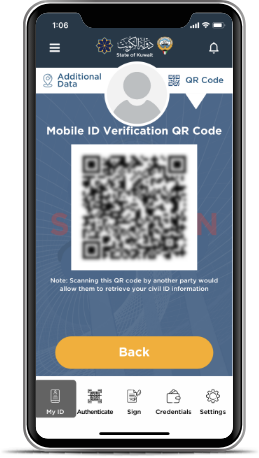 1:06
دولة الكويت
State of Kuwait
Additional
Data
QR Code
Mobile ID Verification QR Code
Note: Scanning this QR code by another party would
allow them to retrieve your civil ID information
Back
My ID
Authenticate
Sign
Credentials
Settings